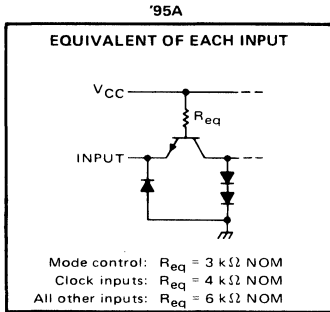 '95A
EQUIVALENT OF EACH INPUT
VCC
Req
INPUT
Mode control: Req = 3 kΩ NOM
Clock inputs: Req = 4 kΩ NOM
All other inputs: Req = 6 kΩ NOM